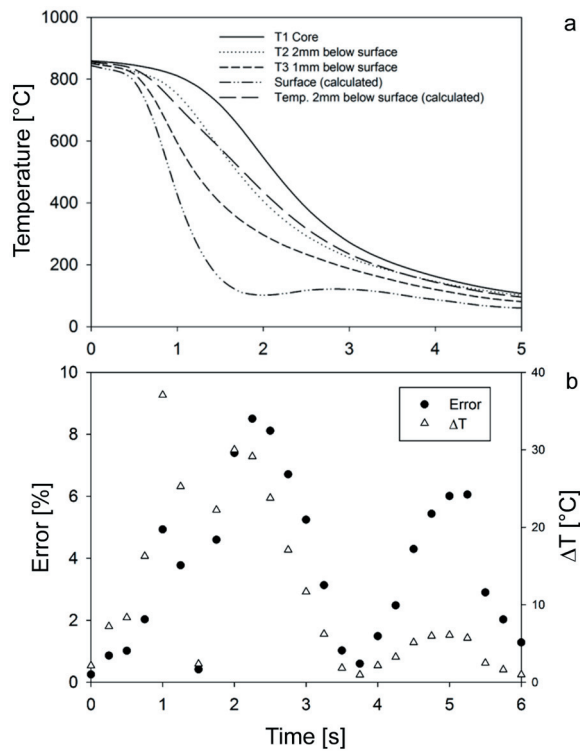 1000
800
600
400
200
0
Temperature [°C]
T1 Core
T2 2mm below surface
T3 1mm below surface
Surface (calculated)
Temp. 2mm below surface (calculated)
a
0 1 2 3 4 5
10
8
6
4
2
0
Error [%]
Error
ΔT
b
40
30
20
10
0
ΔT [°C]
0 1 2 3 4 5 6
Time [s]